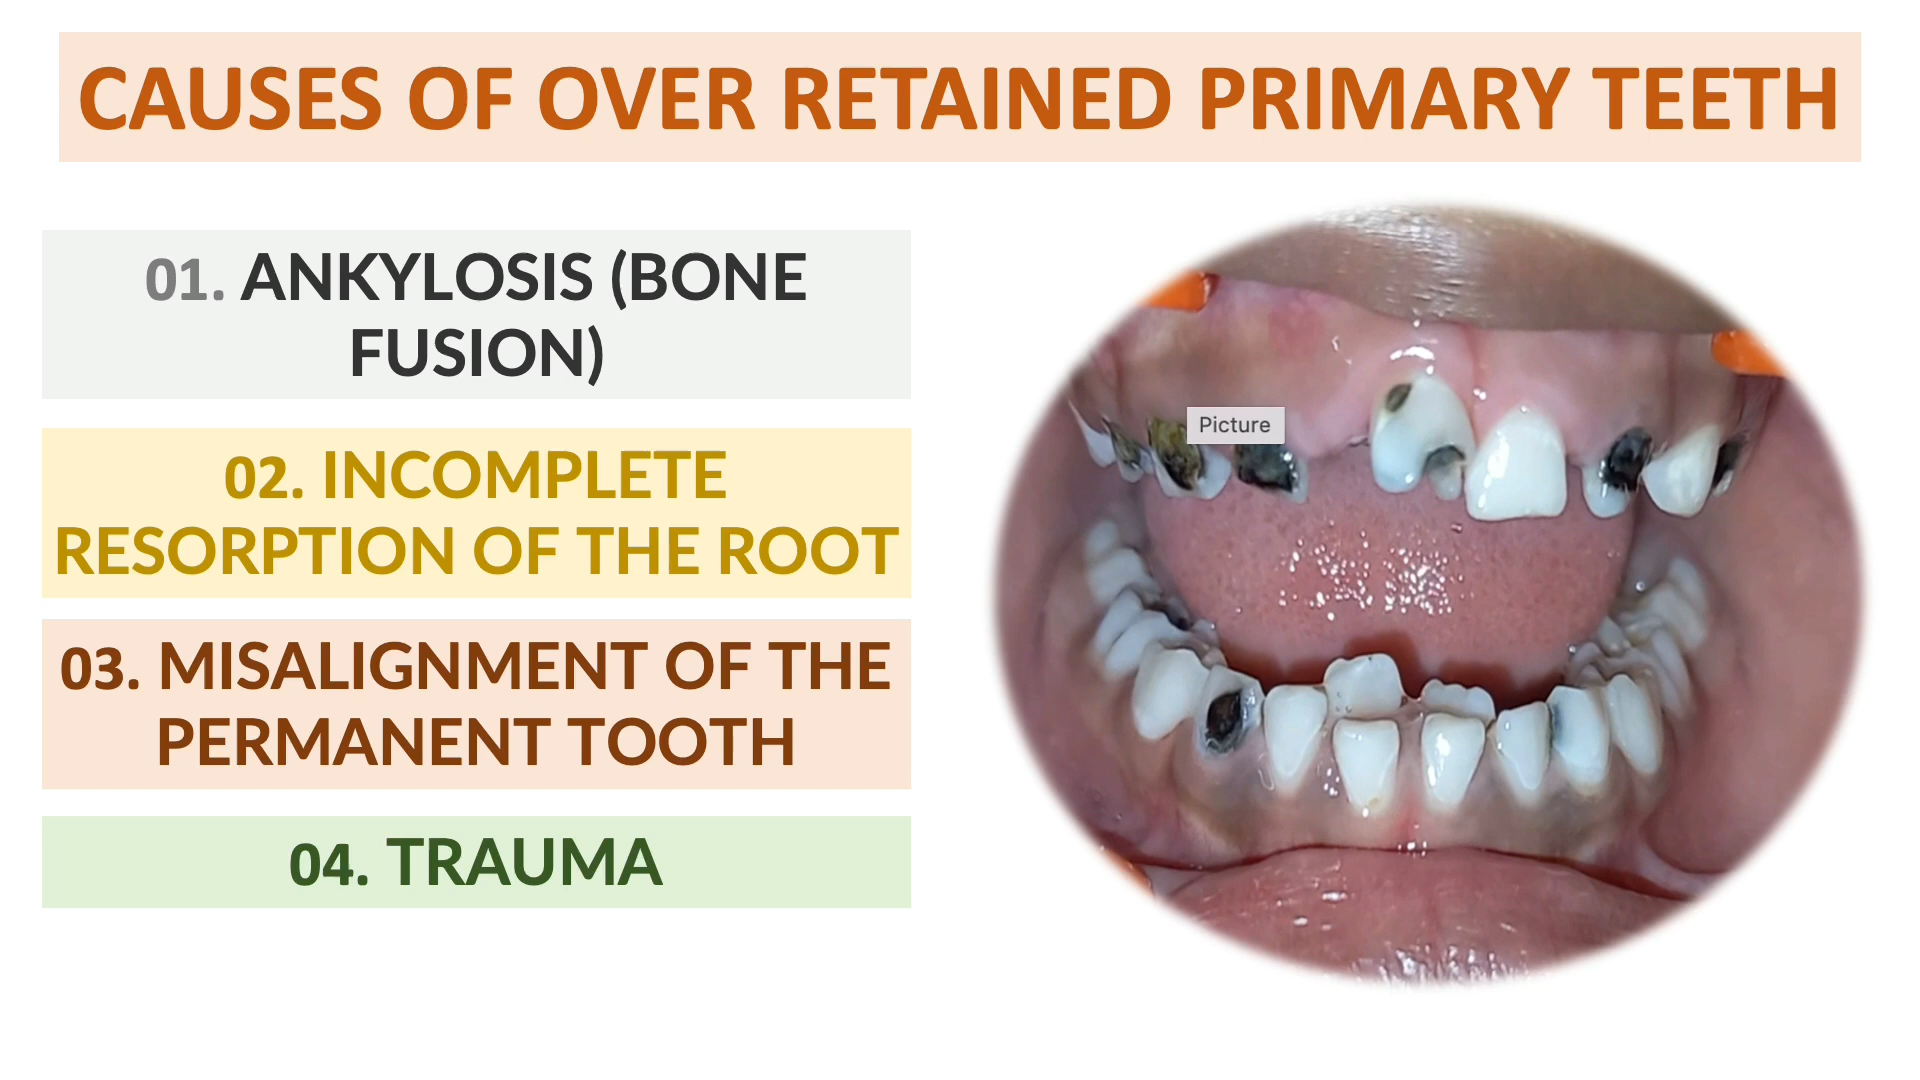 CAUSES OF OVER RETAINED PRIMARY TEETH
01. ANKYLOSIS (BONE
FUSION)
02. INCOMPLETE
RESORPTION OF THE ROOT
03. MISALIGNMENT OF THE
PERMANENT TOOTH
04. TRAUMA
Picture